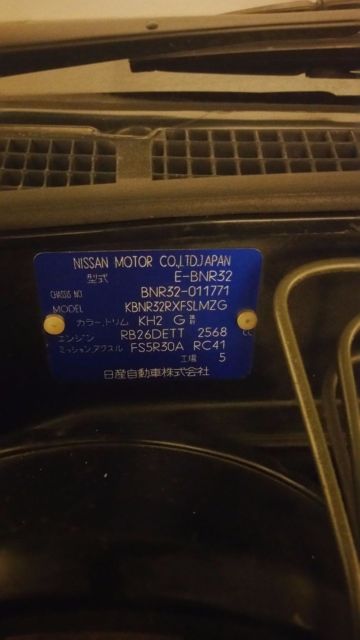 NISSAN MOTOR CO.,LTD.JAPAN
型式 E-BNR32
CHASSIS NO BNR32-011771
MODEL KBNR32RXFSLMZG
カラー,トリム KH2 G
エンジン RB26DETT 2568 CC
ミッション,アクスル FS5R30A RC41
工場 5
日産自動車株式会社